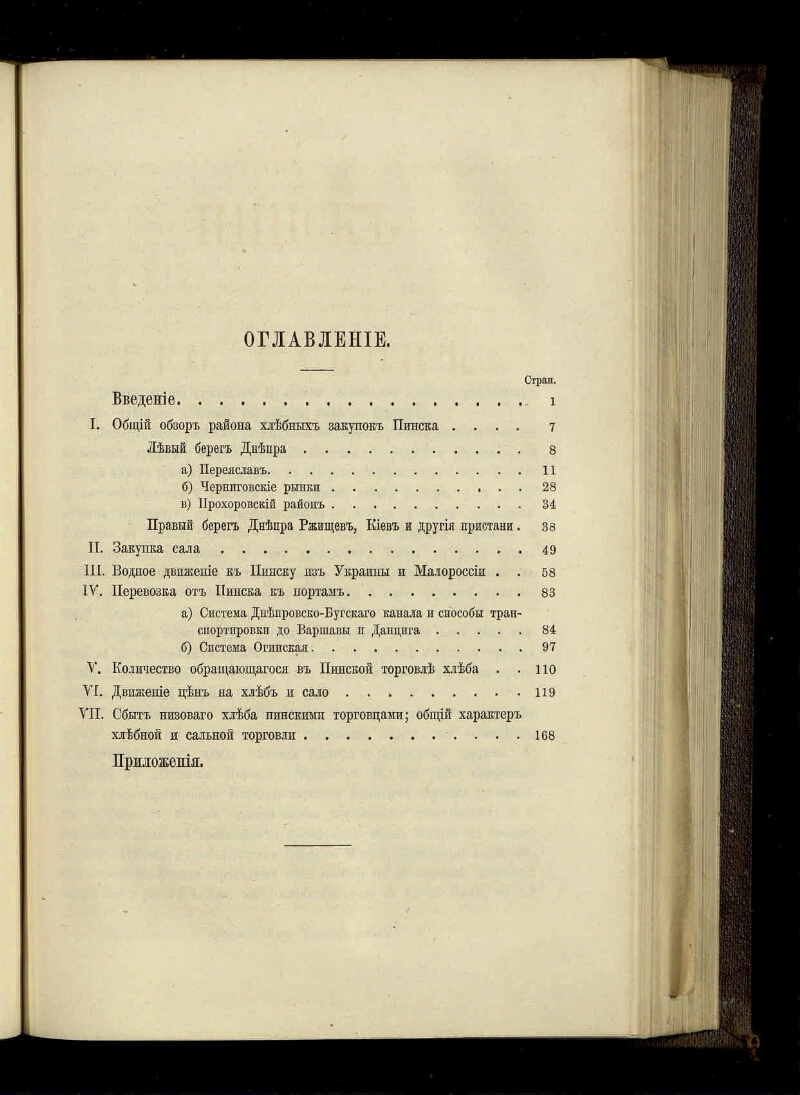 ОГЛАВЛЕНІЕ.
Стран.
Введеніе. . . . . . . . . . . . . . . . . . 1
I. Общій обзоръ района хлѣбныхъ закупокъ Пинска . . . . 7
Лѣвый берегъ Днѣпра . . . . . . . . . . . 8
а) Переяславъ. . . . . . . . . . . . . . 11
б) Черниговскіе рынки . . . . . . . . . . 28
в) Прохоровскій районъ . . . . . . . . . . 34
Правый берегъ Днѣпра Ржищевъ, Кіевъ и другія пристани . 38
II. Закупка сала . . . . . . . . . . . . . . . 49
III. Водное движеніе къ Пинску изъ Украины и Малороссіи . . 58
IV. Перевозка отъ Пинска къ портамъ. . . . . . . . . 83
а) Система Днѣпровско-Бугскаго канала и способы тран-
спортировки до Варшавы и Данцига . . . . . 84
б) Система Огинская. . . . . . . . . . . 97
V. Количество обращающагося въ Пинской торговлѣ хлѣба . . 110
VI. Движеніе цѣнъ на хлѣбъ и сало . . . . . . . . . 119
VII. Сбытъ низоваго хлѣба пинскими торговцами; общій характеръ
хлѣбной и сальной торговли . . . . . . . . . . . 168
Приложенія.